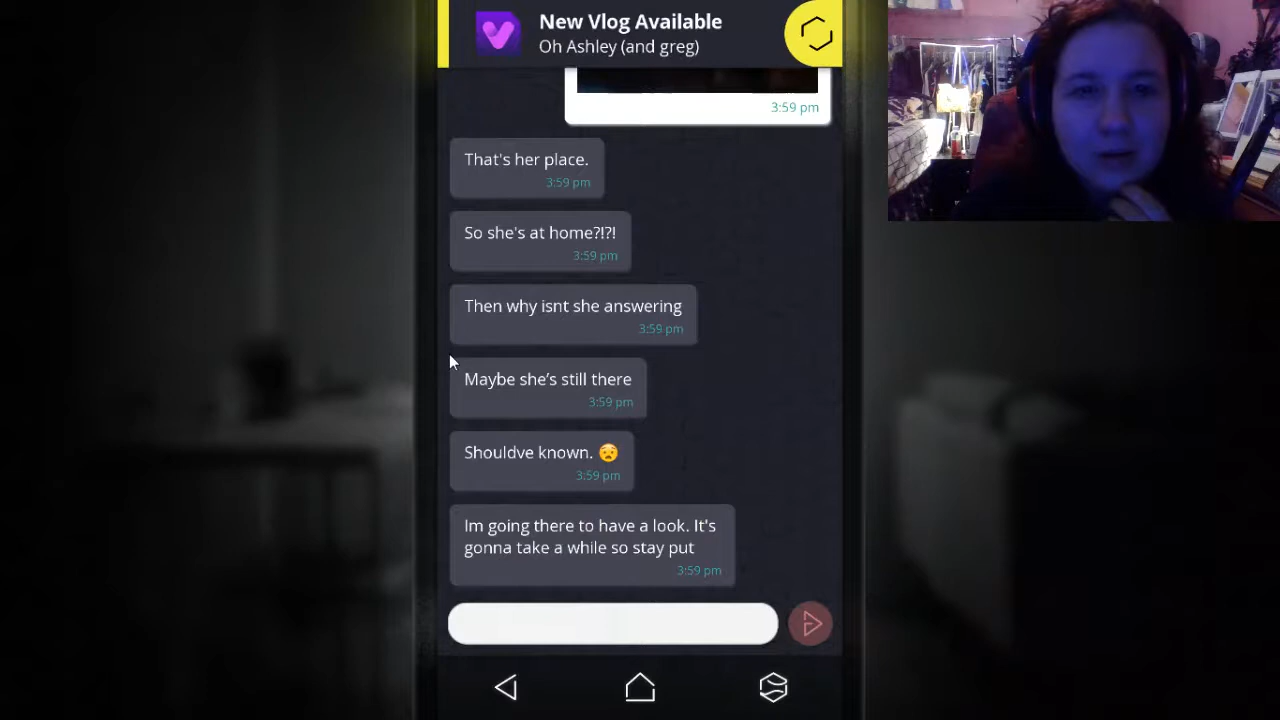 New Vlog Available
Oh Ashley (and greg)
3:59 pm
That's her place.
3:59 pm
So she's at home?!?!
3:59 pm
Then why isnt she answering
3:59 pm
Maybe she’s still there
3:59 pm
Shouldve known. 😟
3:59 pm
Im going there to have a look. It's
gonna take a while so stay put
3:59 pm